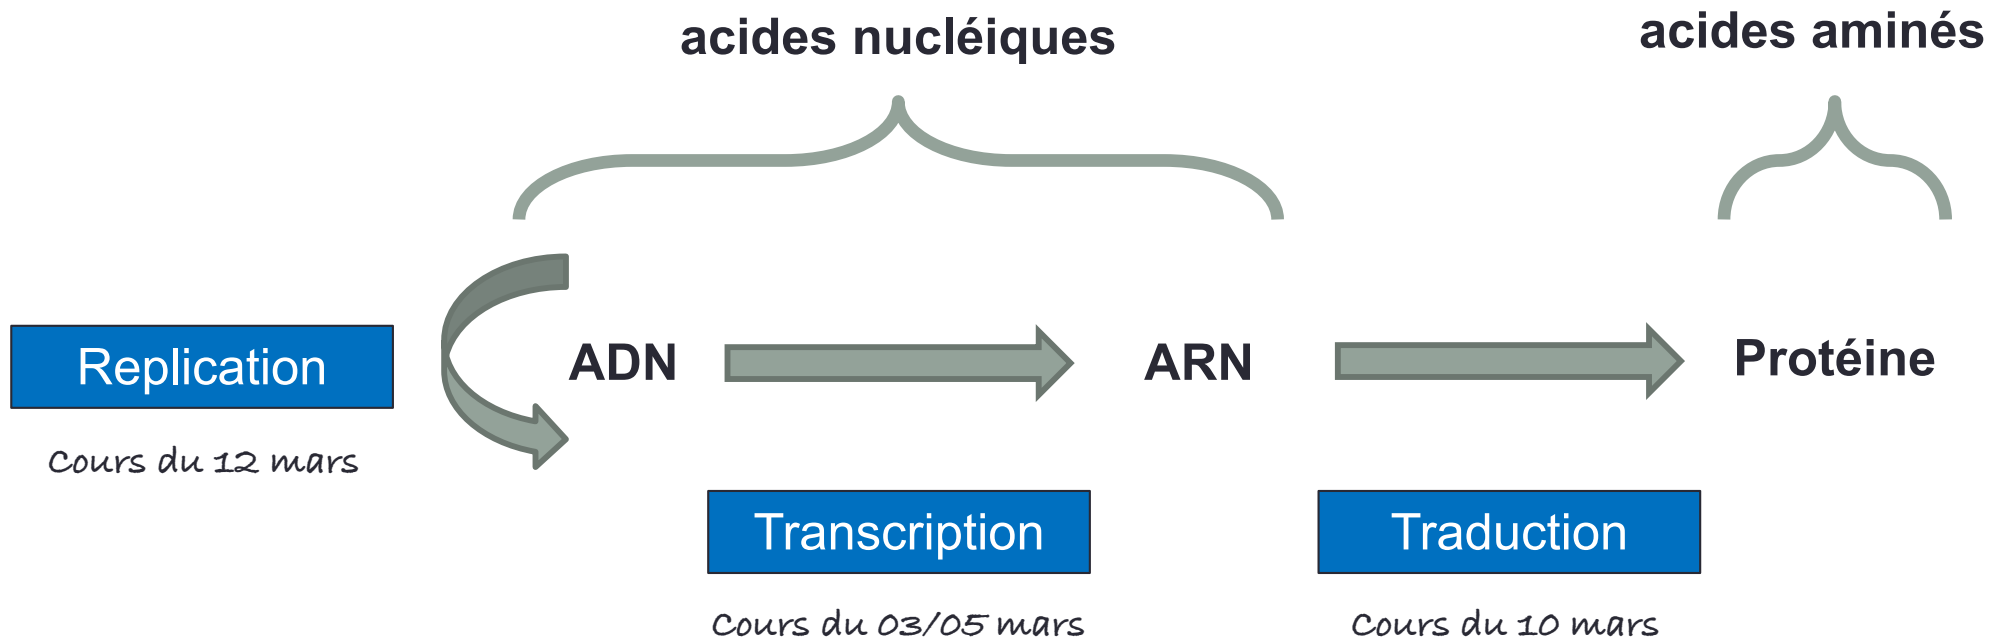 acides nucléiques
acides aminés
Replication
ADN
ARN
Protéine
Cours du 12 mars
Transcription
Traduction
Cours du 03/05 mars
Cours du 10 mars